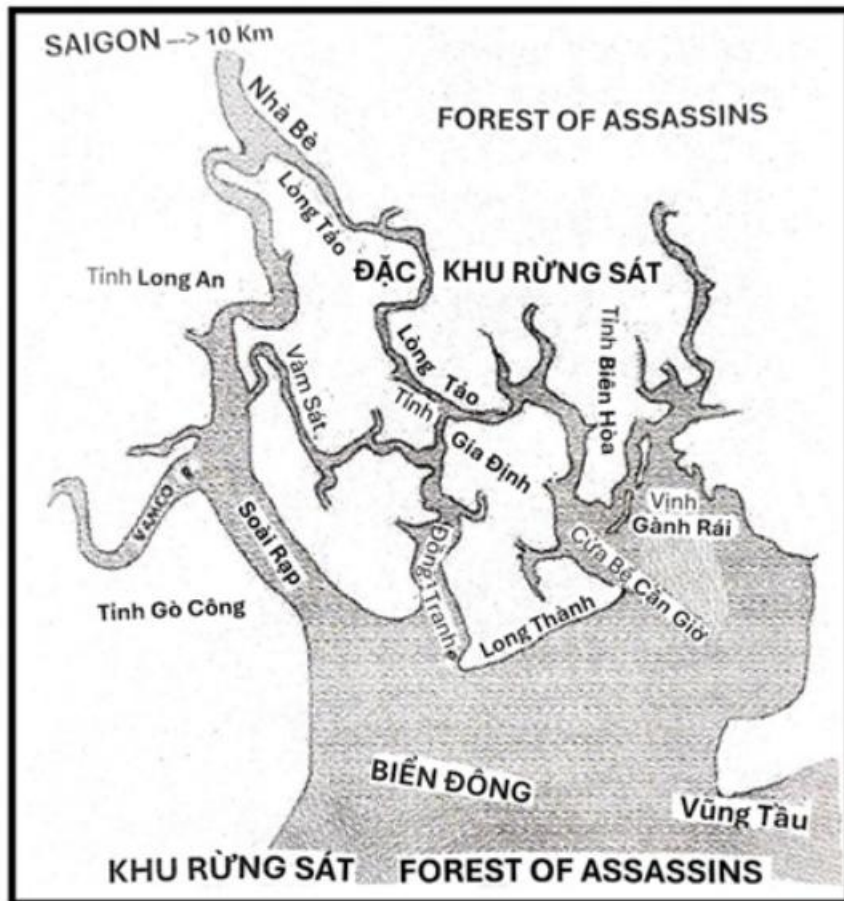 SAIGON --> 10 Km
Nhà Bè
FOREST OF ASSASSINS
Lòng Tảo
ĐẶC KHU RỪNG SÁT
Tỉnh Long An
Tỉnh Biên Hòa
Lòng Tảo
Vàm Sát.
Tỉnh
Gia Định
VAMCO
Soài Rạp
Vịnh
Gành Rái
Cửa Bể Cần Giờ
Đồng Tranh
Tỉnh Gò Công
Long Thành
BIỂN ĐÔNG
Vũng Tầu
KHU RỪNG SÁT FOREST OF ASSASSINS